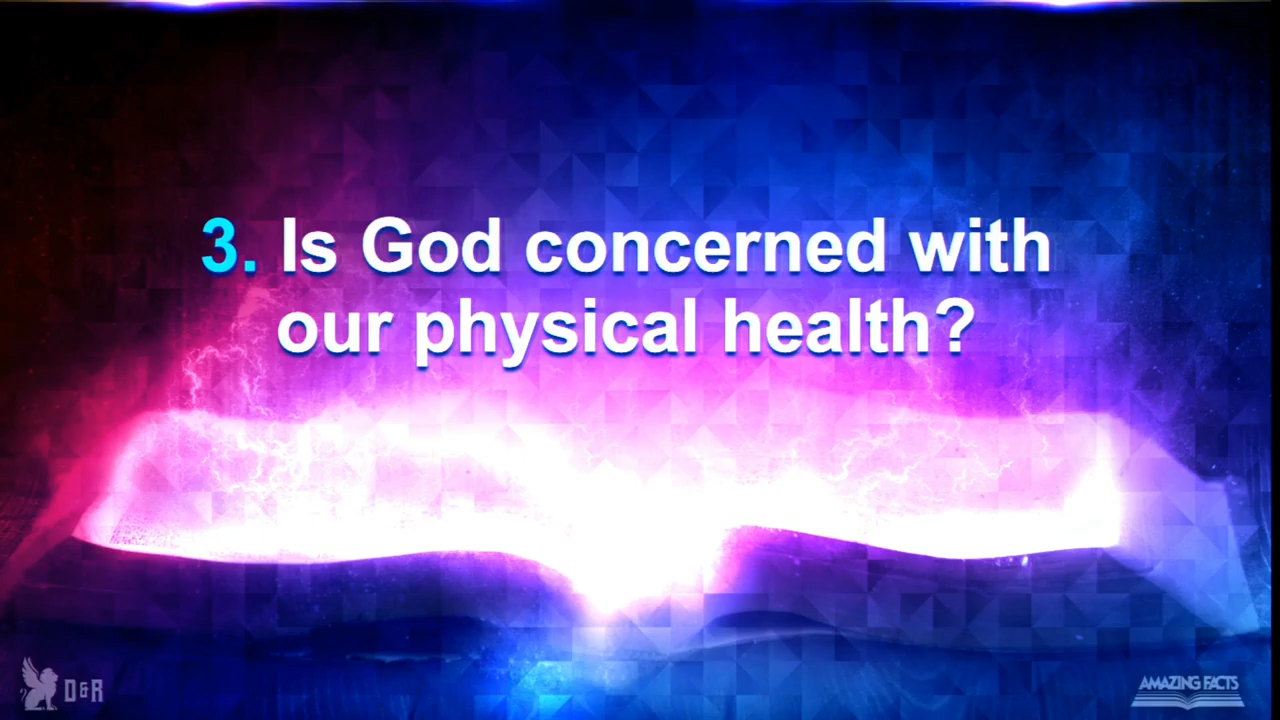 3. Is God concerned with
our physical health?
D&R
AMAZING FACTS